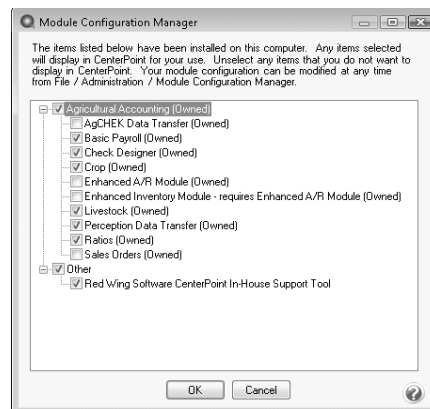 Module Configuration Manager
The items listed below have been installed on this computer. Any items selected
will display in CenterPoint for your use. Unselect any items that you do not want to
display in CenterPoint. Your module configuration can be modified at any time
from File / Administration / Module Configuration Manager.
Agricultural Accounting (Owned)
AgCHEK Data Transfer (Owned)
Basic Payroll (Owned)
Check Designer (Owned)
Crop (Owned)
Enhanced A/R Module (Owned)
Enhanced Inventory Module - requires Enhanced A/R Module (Owned)
Livestock (Owned)
Perception Data Transfer (Owned)
Ratios (Owned)
Sales Orders (Owned)
Other
Red Wing Software CenterPoint In-House Support Tool
OK Cancel